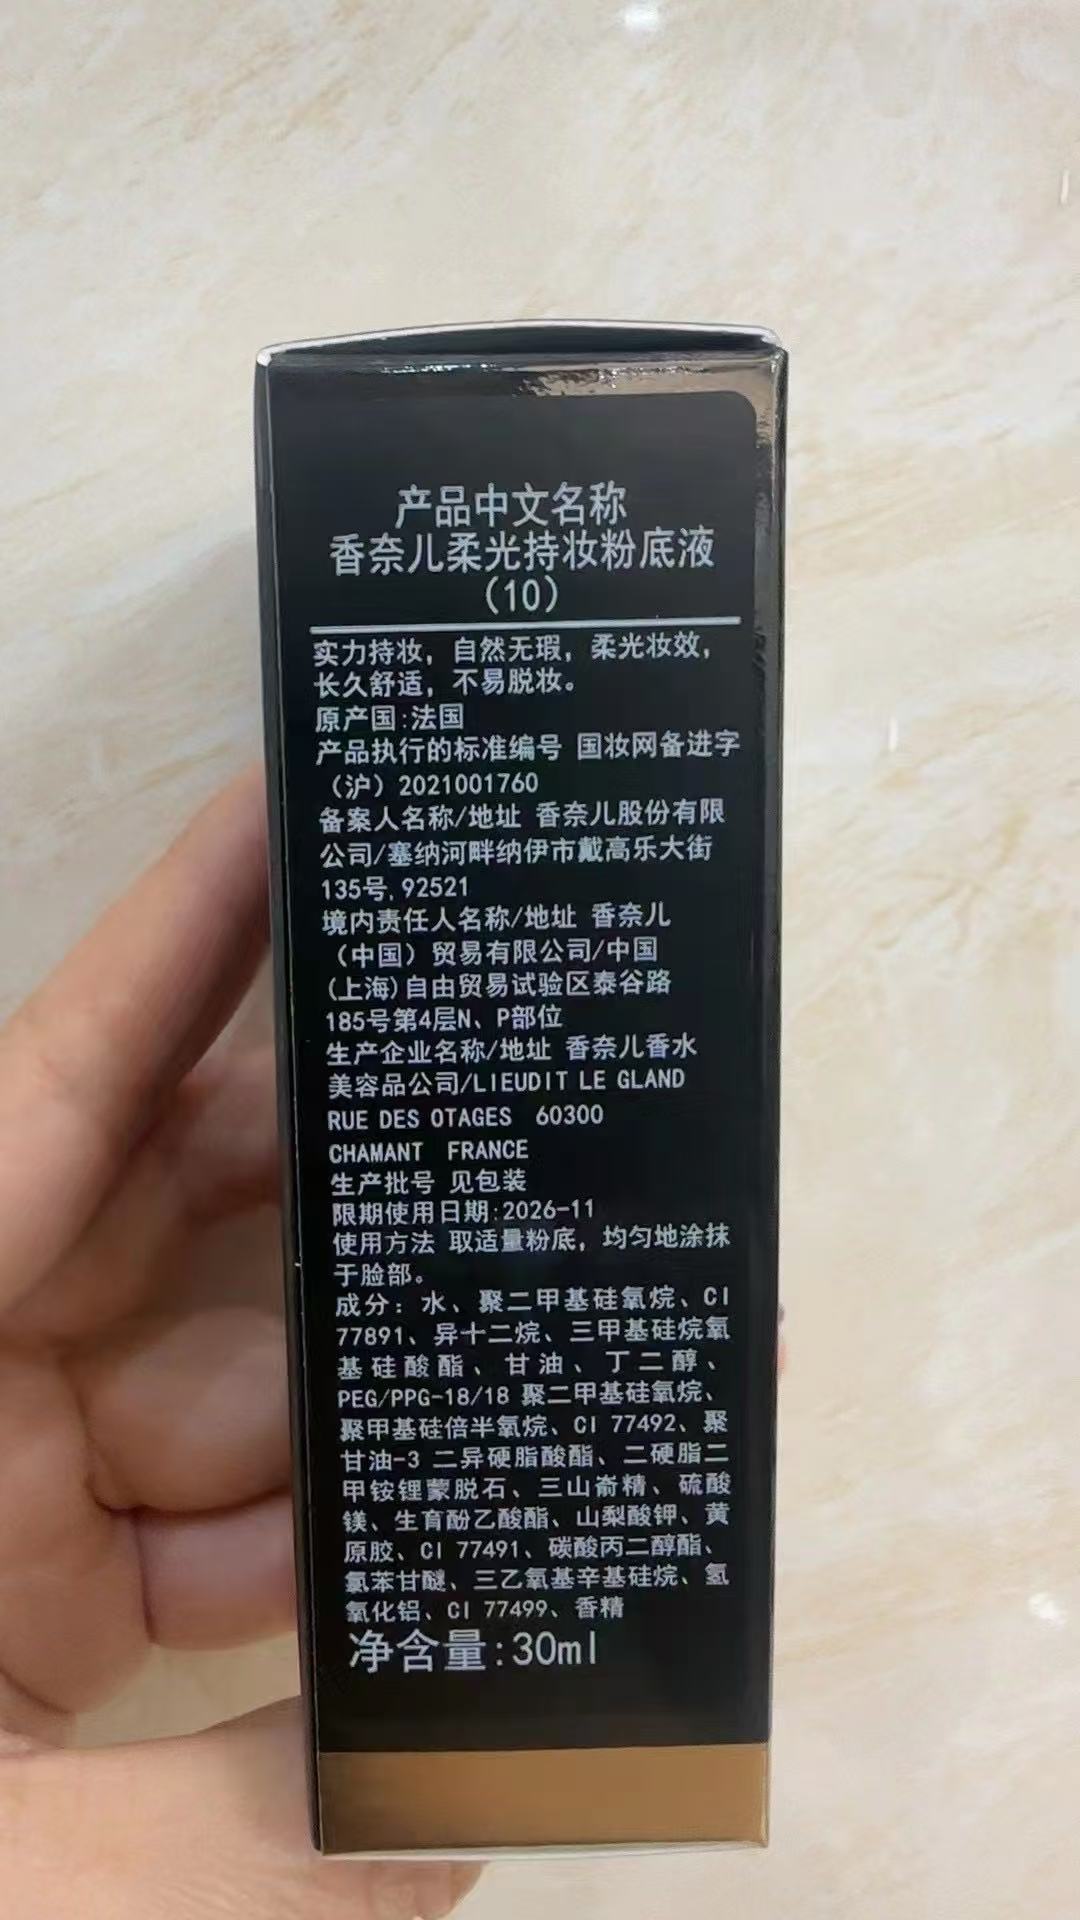 产品中文名称
香奈儿柔光持妆粉底液
（10）
实力持妆，自然无瑕，柔光妆效，
长久舒适，不易脱妆。
原产国:法国
产品执行的标准编号 国妆网备进字
（沪）2021001760
备案人名称/地址 香奈儿股份有限
公司/塞纳河畔纳伊市戴高乐大街
135号,92521
境内责任人名称/地址 香奈儿
（中国）贸易有限公司/中国
(上海)自由贸易试验区泰谷路
185号第4层N、P部位
生产企业名称/地址 香奈儿香水
美容品公司/LIEUDIT LE GLAND
RUE DES OTAGES 60300
CHAMANT FRANCE
生产批号 见包装
限期使用日期:2026-11
使用方法 取适量粉底，均匀地涂抹
于脸部。
成分：水、聚二甲基硅氧烷、CI
77891、异十二烷、三甲基硅烷氧
基硅酸酯、甘油、丁二醇、
PEG/PPG-18/18 聚二甲基硅氧烷、
聚甲基硅倍半氧烷、CI 77492、聚
甘油-3 二异硬脂酸酯、二硬脂二
甲铵锂蒙脱石、三山嵛精、硫酸
镁、生育酚乙酸酯、山梨酸钾、黄
原胶、CI 77491、碳酸丙二醇酯、
氯苯甘醚、三乙氧基辛基硅烷、氢
氧化铝、CI 77499、香精
净含量:30ml